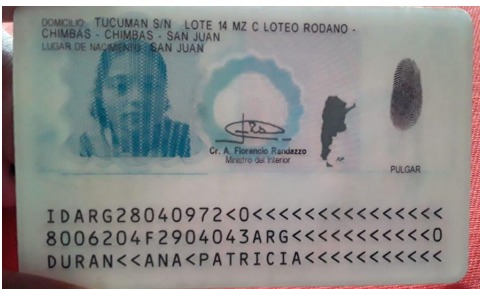 DOMICILIO: TUCUMAN S/N LOTE 14 MZ C LOTEO RODANO -
CHIMBAS - CHIMBAS - SAN JUAN
LUGAR DE NACIMIENTO: SAN JUAN
Cr. A. Florencio Randazzo
Ministro del Interior
PULGAR
IDARG28040972<0<<<<<<<<<<<<<<<
8006204F2904043ARG<<<<<<<<<<<0
DURAN<<ANA<PATRICIA<<<<<<<<<<<